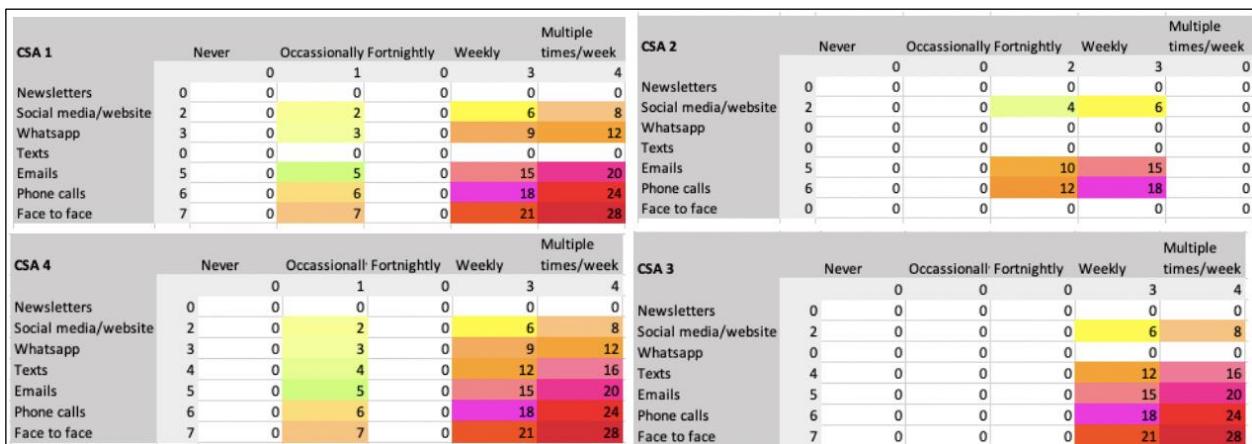 CSA 1 Never Occassionally Fortnightly Weekly Multiple times/week
0 1 0 3 4
Newsletters 0 0 0 0 0 0
Social media/website 2 0 2 0 6 8
Whatsapp 3 0 3 0 9 12
Texts 0 0 0 0 0 0
Emails 5 0 5 0 15 20
Phone calls 6 0 6 0 18 24
Face to face 7 0 7 0 21 28
CSA 2 Never Occassionally Fortnightly Weekly Multiple times/week
0 0 2 3 0
Newsletters 0 0 0 0 0 0
Social media/website 2 0 0 4 6 0
Whatsapp 0 0 0 0 0 0
Texts 0 0 0 0 0 0
Emails 5 0 0 10 15 0
Phone calls 6 0 0 12 18 0
Face to face 0 0 0 0 0 0
CSA 4 Never Occassionall Fortnightly Weekly Multiple times/week
0 1 0 3 4
Newsletters 0 0 0 0 0 0
Social media/website 2 0 2 0 6 8
Whatsapp 3 0 3 0 9 12
Texts 4 0 4 0 12 16
Emails 5 0 5 0 15 20
Phone calls 6 0 6 0 18 24
Face to face 7 0 7 0 21 28
CSA 3 Never Occassionall Fortnightly Weekly Multiple times/week
0 0 0 3 4
Newsletters 0 0 0 0 0 0
Social media/website 2 0 0 0 6 8
Whatsapp 0 0 0 0 0 0
Texts 4 0 0 0 12 16
Emails 5 0 0 0 15 20
Phone calls 6 0 0 0 18 24
Face to face 7 0 0 0 21 28